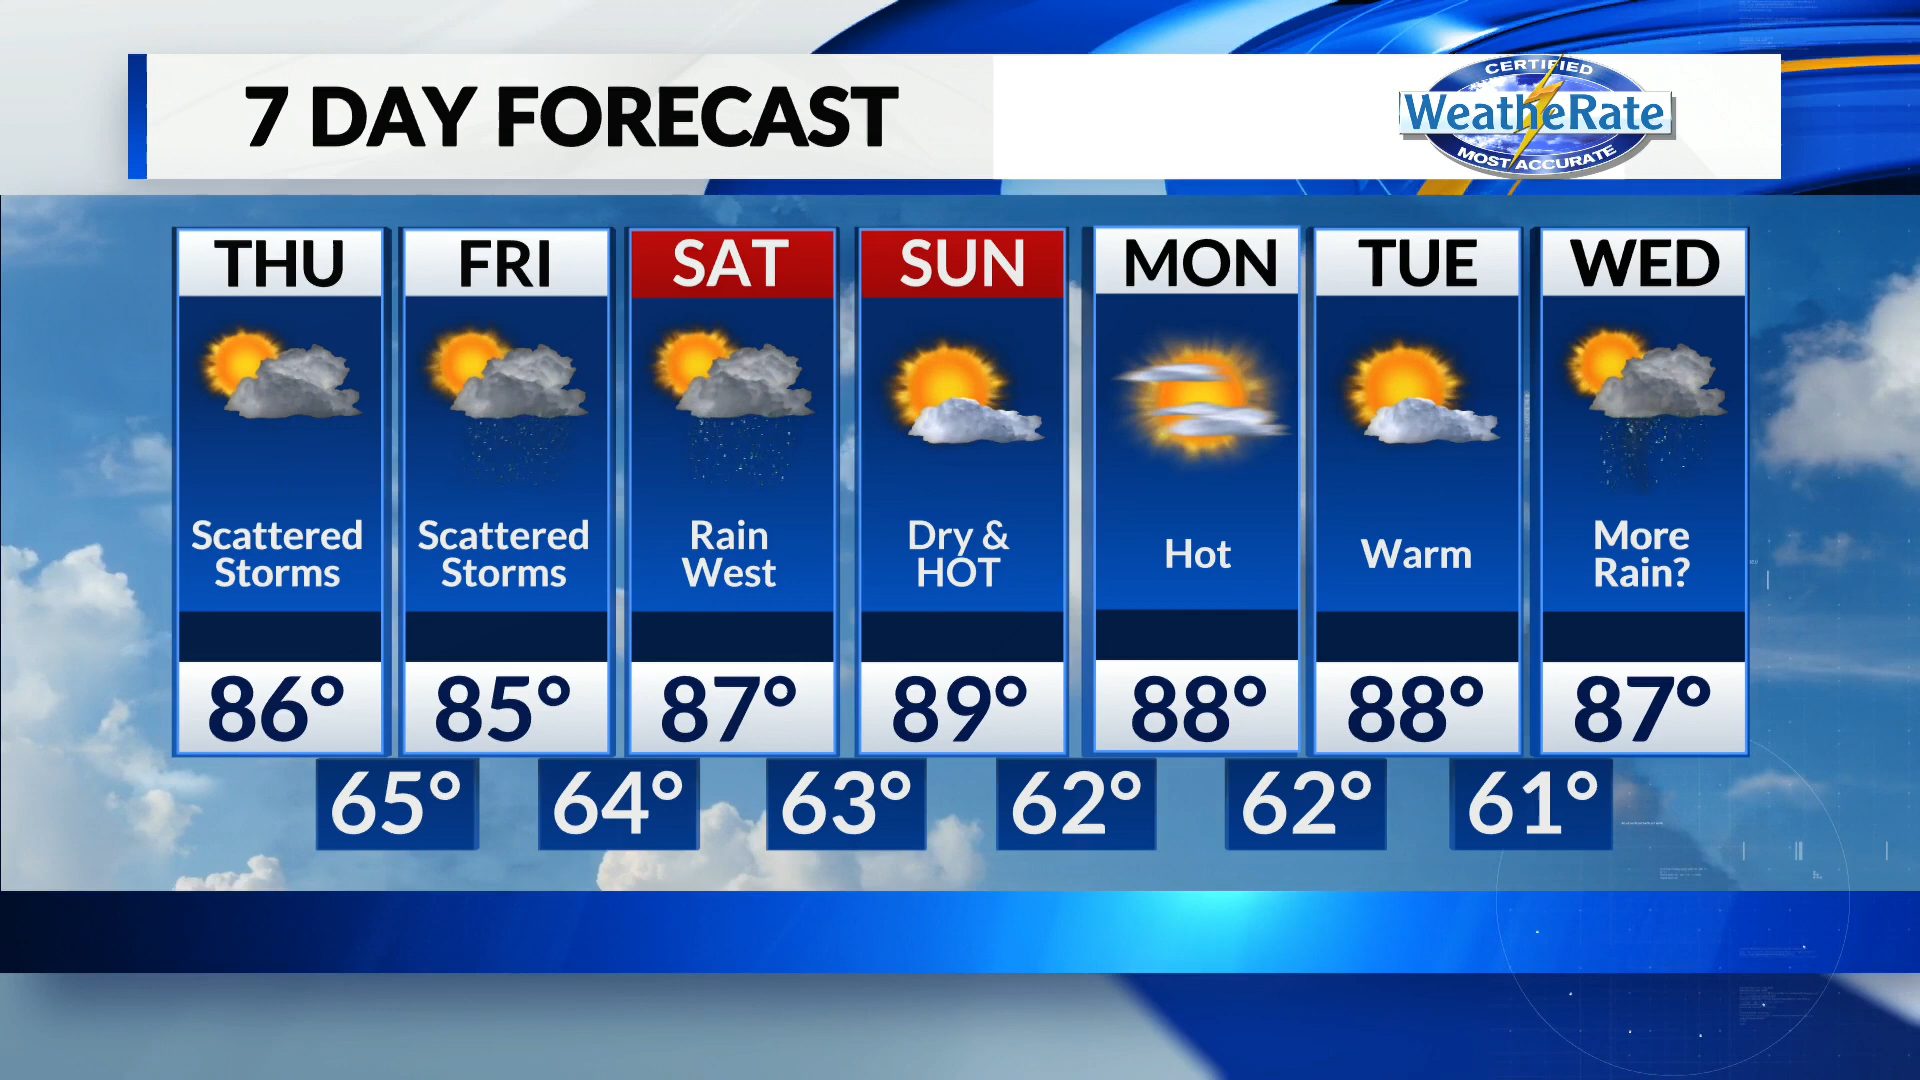 7 DAY FORECAST
CERTIFIED
WeatheRate
MOST ACCURATE
THU
FRI
SAT
SUN
MON
TUE
WED
Scattered
Storms
Scattered
Storms
Rain
West
Dry &
HOT
Hot
Warm
More
Rain?
86°
85°
87°
89°
88°
88°
87°
65°
64°
63°
62°
62°
61°